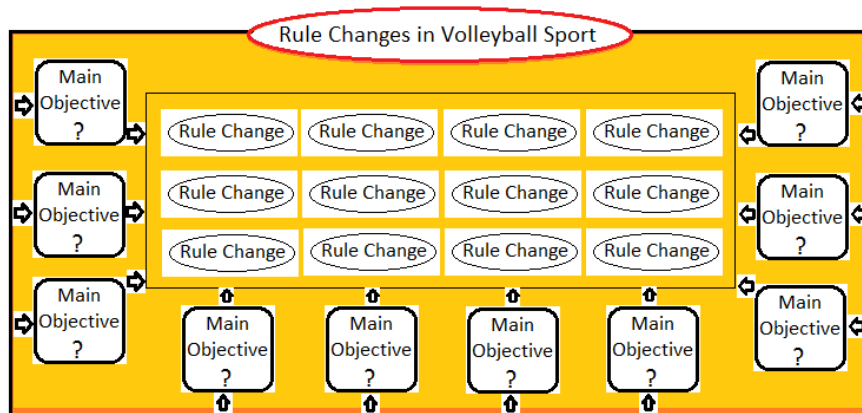 Rule Changes in Volleyball Sport
Main
Objective
?
Main
Objective
?
Rule Change Rule Change Rule Change Rule Change
Main
Objective
?
Rule Change Rule Change Rule Change Rule Change
Main
Objective
?
Rule Change Rule Change Rule Change Rule Change
Main
Objective
?
Main
Objective
?
Main
Objective
?
Main
Objective
?
Main
Objective
?
Main
Objective
?